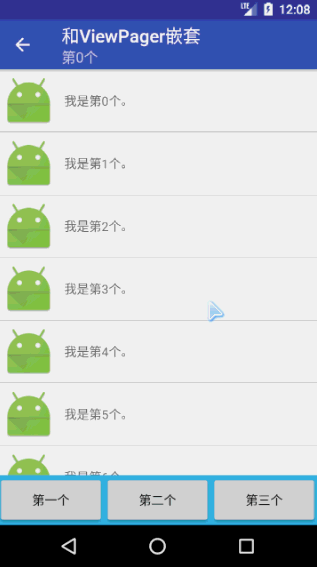 LTE 12:08
和ViewPager嵌套
第0个
我是第0个。
我是第1个。
我是第2个。
我是第3个。
我是第4个。
我是第5个。
第一个 第二个 第三个